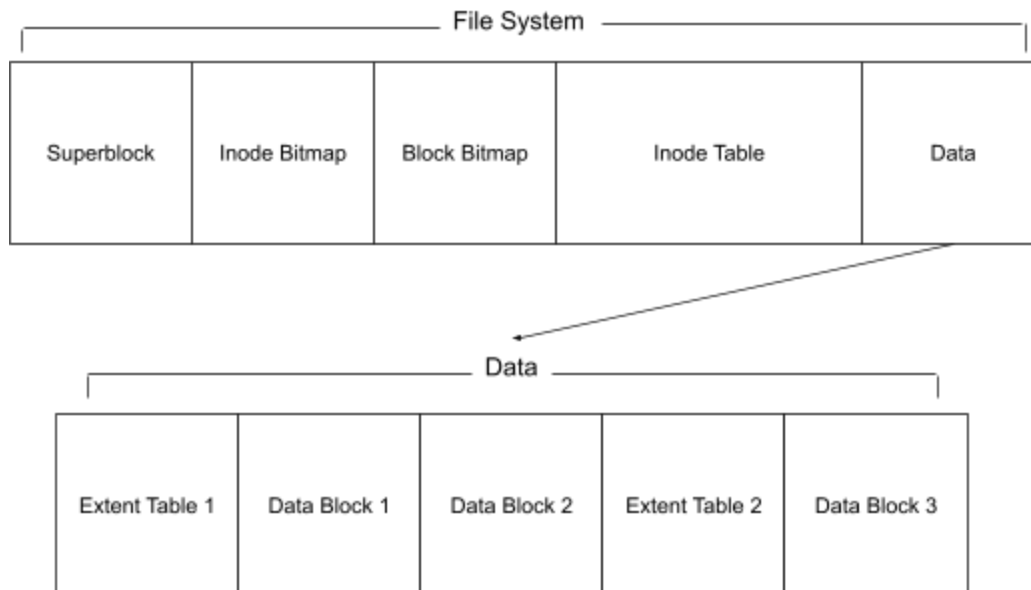 File System
Superblock
Inode Bitmap
Block Bitmap
Inode Table
Data
Data
Extent Table 1
Data Block 1
Data Block 2
Extent Table 2
Data Block 3